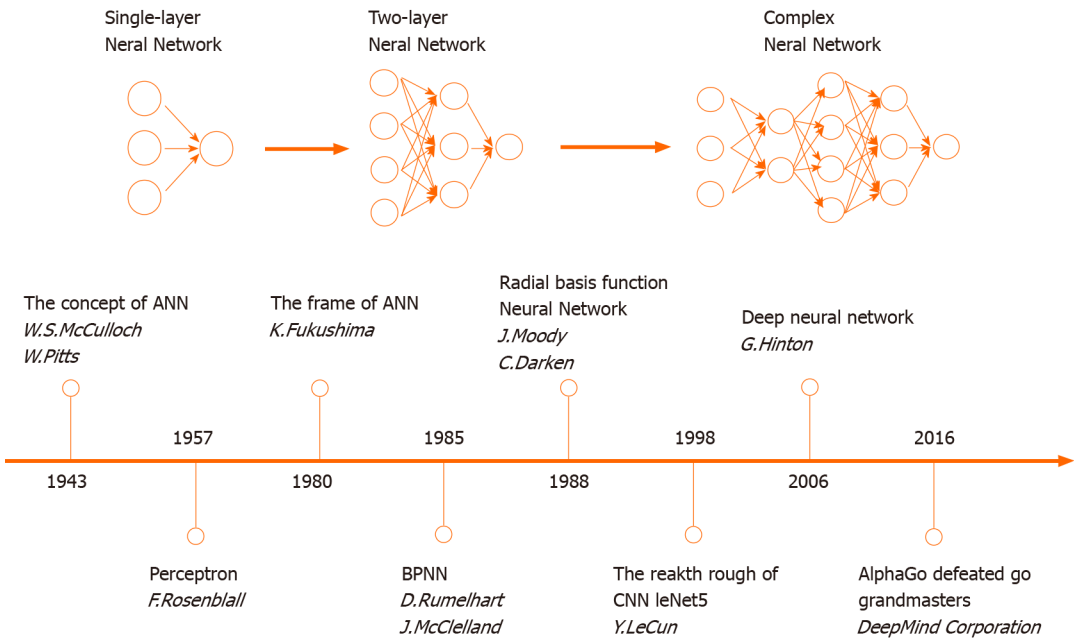 Single-layer
Neral Network
Two-layer
Neral Network
Complex
Neral Network
The concept of ANN
W.S.McCulloch
W.Pitts
The frame of ANN
K.Fukushima
Radial basis function
Neural Network
J.Moody
C.Darken
Deep neural network
G.Hinton
1957
1985
1998
2016
1943
1980
1988
2006
Perceptron
F.Rosenblall
BPNN
D.Rumelhart
J.McClelland
The reakth rough of
CNN leNet5
Y.LeCun
AlphaGo defeated go
grandmasters
DeepMind Corporation